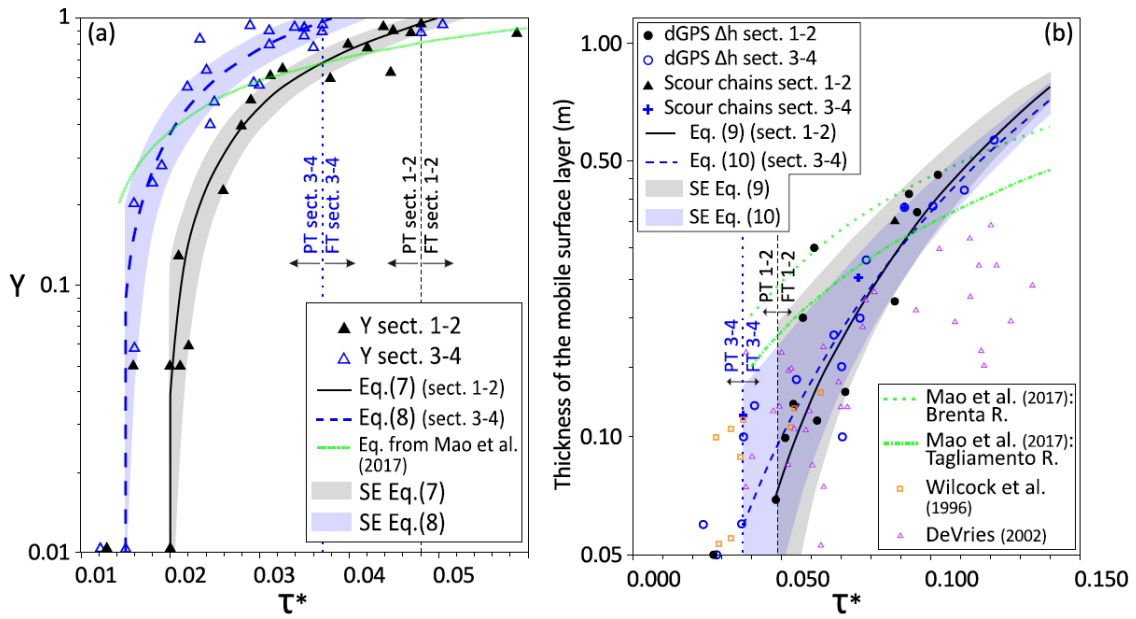 (a)
1
0.1
0.01
Y
PT sect. 3-4
FT sect. 3-4
PT sect. 1-2
FT sect. 1-2
Y sect. 1-2
Y sect. 3-4
Eq.(7) (sect. 1-2)
Eq.(8) (sect. 3-4)
Eq. from Mao et al.
(2017)
SE Eq.(7)
SE Eq.(8)
0.01 0.02 0.03 0.04 0.05
τ*
(b)
Thickness of the mobile surface layer (m)
1.00
0.50
0.10
0.05
dGPS Δh sect. 1-2
dGPS Δh sect. 3-4
Scour chains sect. 1-2
Scour chains sect. 3-4
Eq. (9) (sect. 1-2)
Eq. (10) (sect. 3-4)
SE Eq. (9)
SE Eq. (10)
PT 3-4
FT 3-4
PT 1-2
FT 1-2
Mao et al. (2017):
Brenta R.
Mao et al. (2017):
Tagliamento R.
Wilcock et al.
(1996)
DeVries (2002)
0.000 0.050 0.100 0.150
τ*